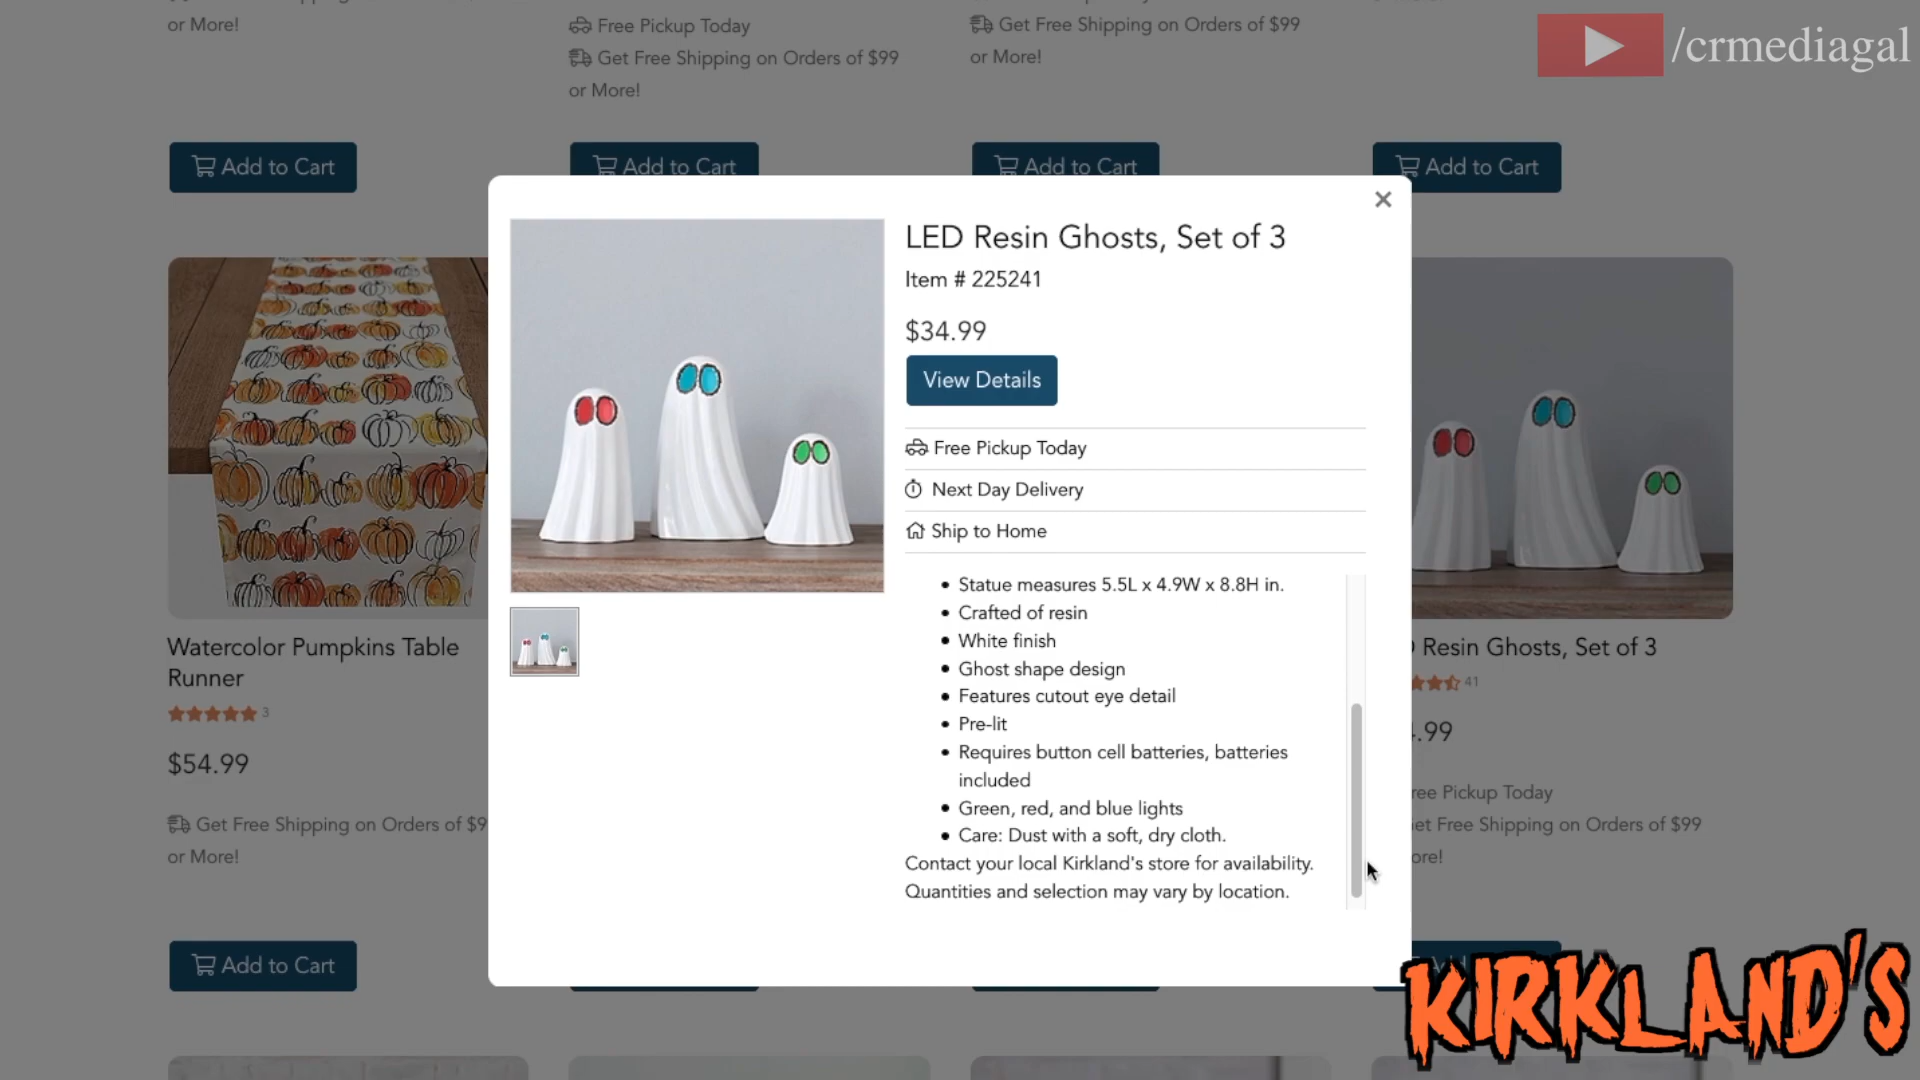 or More!
Free Pickup Today
Get Free Shipping on Orders of $99
or More!
Get Free Shipping on Orders of $99
or More!
/crmediagal
Add to Cart
Add to Cart
Add to Cart
Add to Cart
LED Resin Ghosts, Set of 3
Item # 225241
$34.99
View Details
Free Pickup Today
Next Day Delivery
Ship to Home
Statue measures 5.5L x 4.9W x 8.8H in.
Crafted of resin
White finish
Ghost shape design
Features cutout eye detail
Pre-lit
Requires button cell batteries, batteries
included
Green, red, and blue lights
Care: Dust with a soft, dry cloth.
Contact your local Kirkland's store for availability.
Quantities and selection may vary by location.
Watercolor Pumpkins Table
Runner
3
$54.99
Get Free Shipping on Orders of $9
or More!
Add to Cart
Resin Ghosts, Set of 3
41
.99
ree Pickup Today
et Free Shipping on Orders of $99
ore!
KIRKLAND'S